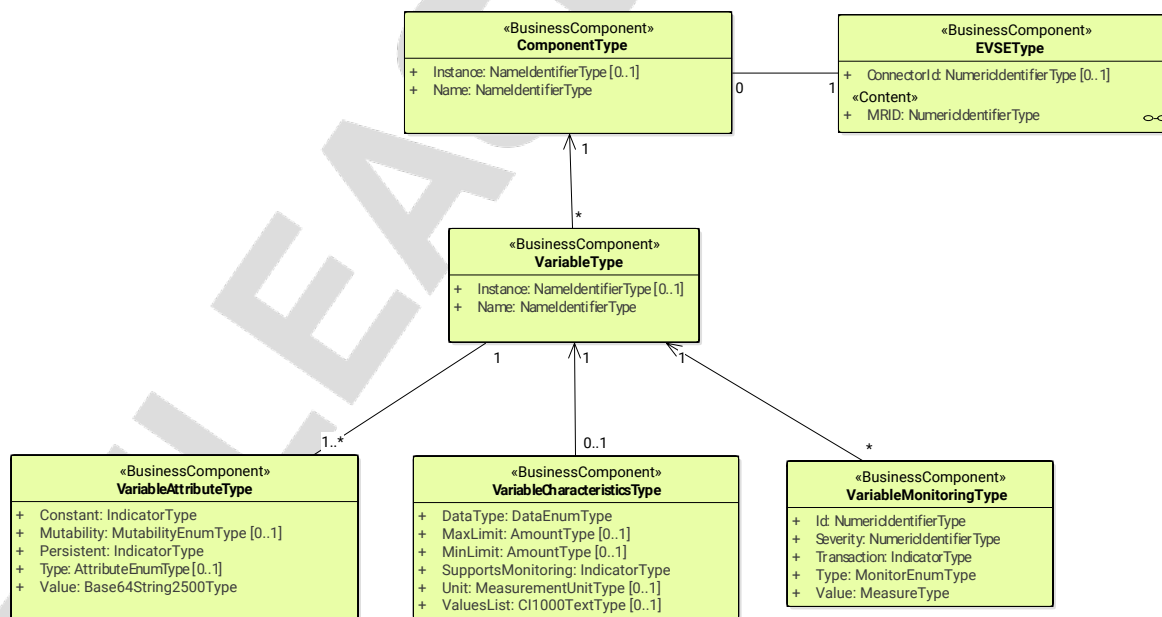 «BusinessComponent»
ComponentType
+ Instance: NameIdentifierType [0..1]
+ Name: NameIdentifierType
«BusinessComponent»
EVSEType
+ ConnectorId: NumericIdentifierType [0..1]
«Content»
+ MRID: NumericIdentifierType
0
1
1
*
«BusinessComponent»
VariableType
+ Instance: NameIdentifierType [0..1]
+ Name: NameIdentifierType
1
1
1
1..*
0..1
*
«BusinessComponent»
VariableAttributeType
+ Constant: IndicatorType
+ Mutability: MutabilityEnumType [0..1]
+ Persistent: IndicatorType
+ Type: AttributeEnumType [0..1]
+ Value: Base64String2500Type
«BusinessComponent»
VariableCharacteristicsType
+ DataType: DataEnumType
+ MaxLimit: AmountType [0..1]
+ MinLimit: AmountType [0..1]
+ SupportsMonitoring: IndicatorType
+ Unit: MeasurementUnitType [0..1]
+ ValuesList: CI1000TextType [0..1]
«BusinessComponent»
VariableMonitoringType
+ Id: NumericIdentifierType
+ Severity: NumericIdentifierType
+ Transaction: IndicatorType
+ Type: MonitorEnumType
+ Value: MeasureType